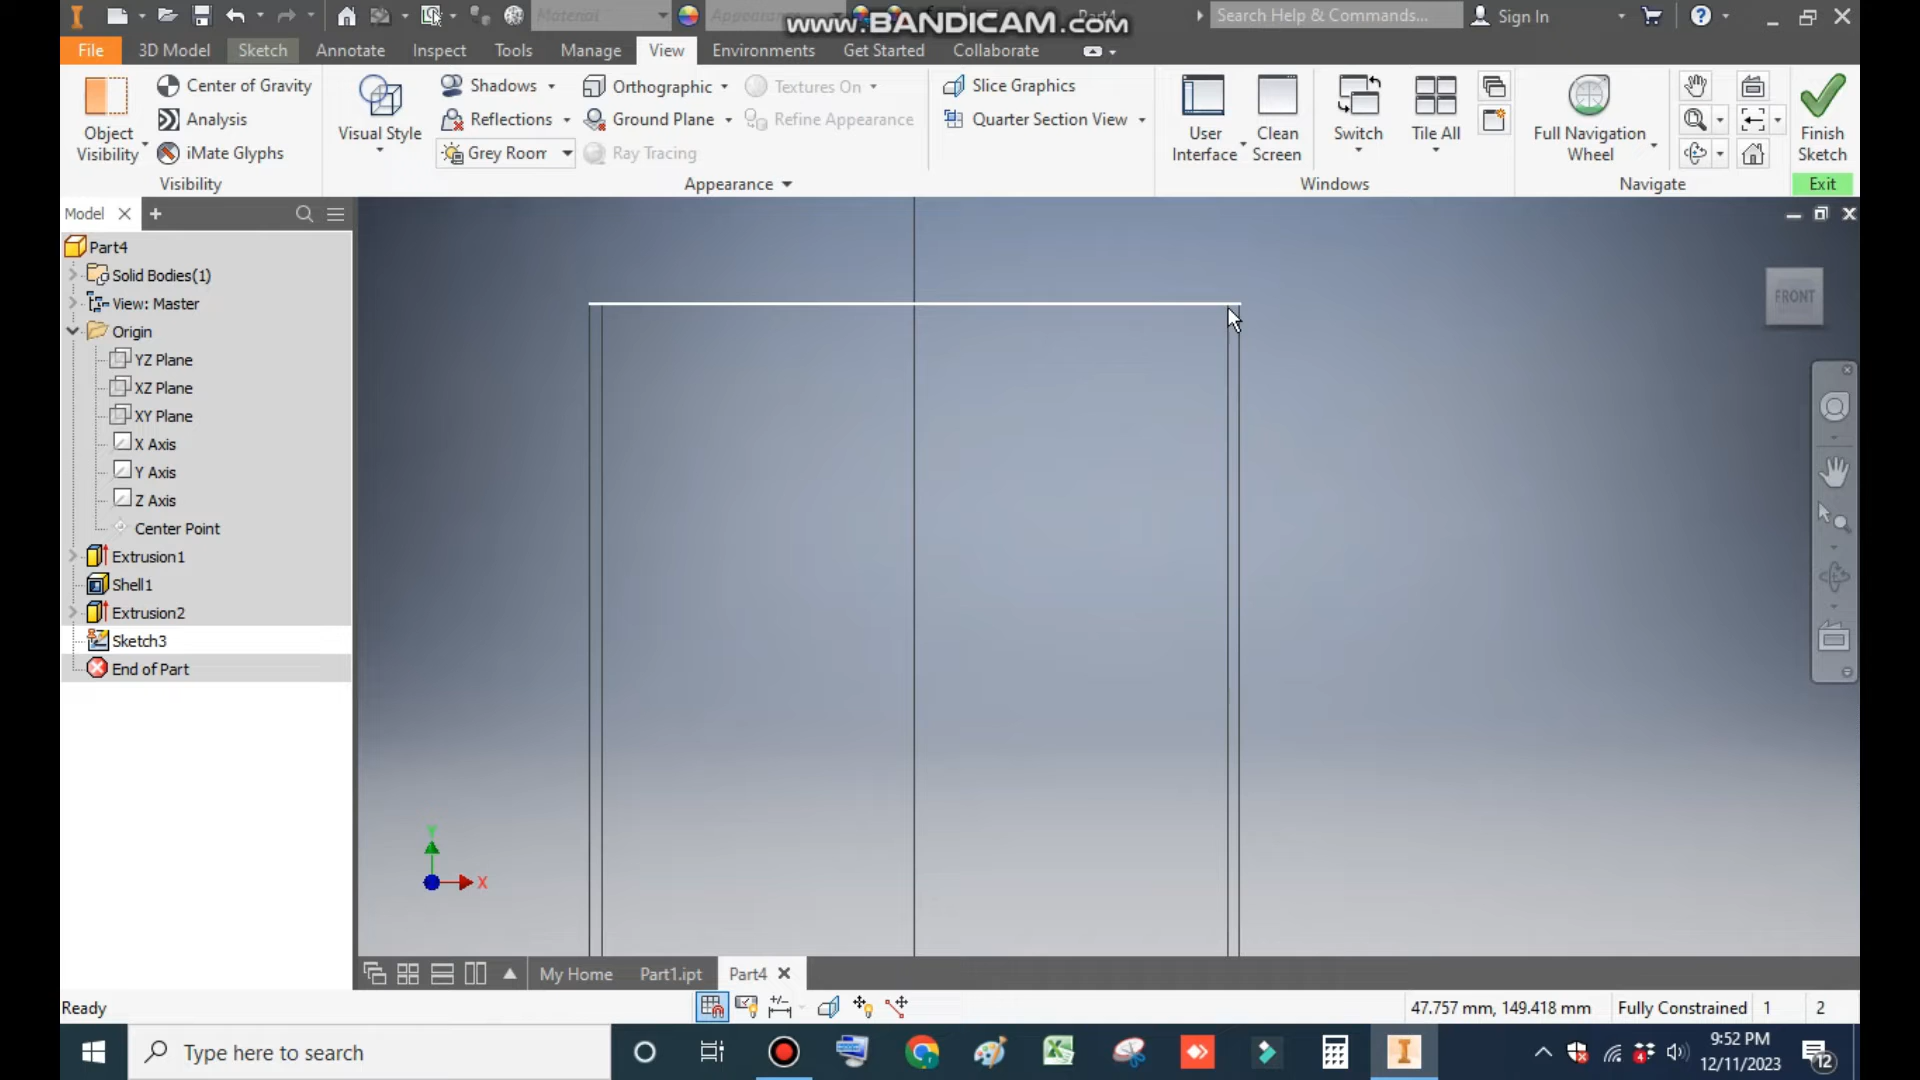 www.BANDICAM.com
Material
Appearance
Part4
Search Help & Commands...
Sign In
File
3D Model
Sketch
Annotate
Inspect
Tools
Manage
View
Environments
Get Started
Collaborate
Object
Visibility
Center of Gravity
Analysis
iMate Glyphs
Visibility
Visual Style
Shadows
Reflections
Grey Room
Orthographic
Ground Plane
Ray Tracing
Textures On
Refine Appearance
Appearance
Slice Graphics
Quarter Section View
User
Interface
Clean
Screen
Switch
Tile All
Windows
Full Navigation
Wheel
Navigate
Finish
Sketch
Exit
Model
Part4
Solid Bodies(1)
View: Master
Origin
YZ Plane
XZ Plane
XY Plane
X Axis
Y Axis
Z Axis
Center Point
Extrusion1
Shell1
Extrusion2
Sketch3
End of Part
FRONT
Y
X
My Home
Part1.ipt
Part4
Ready
47.757 mm, 149.418 mm
Fully Constrained
1
2
Type here to search
9:52 PM
12/11/2023
12